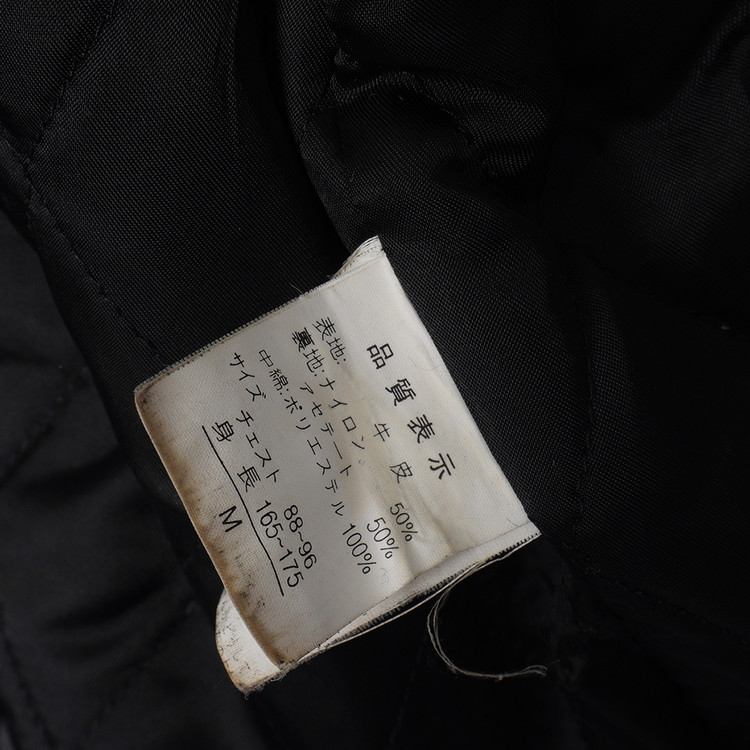 品質表示
表地: 牛皮
裏地:ナイロン 50%
アセテート 50%
中綿:ポリエステル 100%
サイズ チェスト 88~96
身長 165~175
M